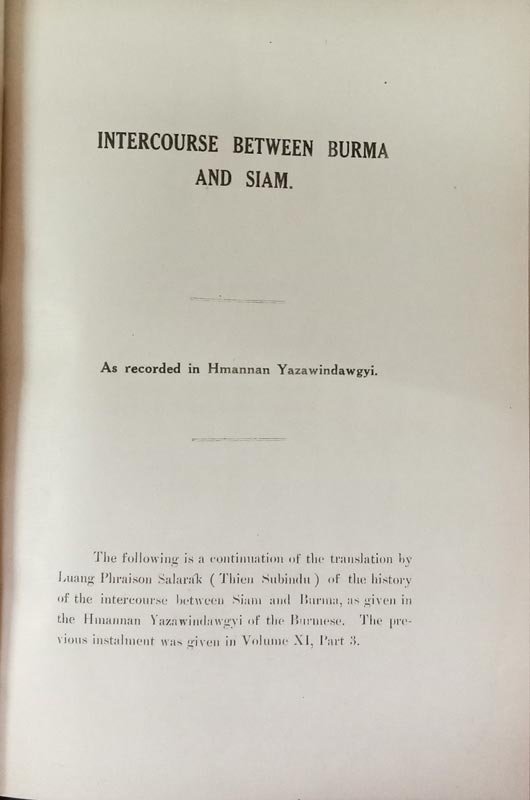 INTERCOURSE BETWEEN BURMA
AND SIAM.
As recorded in Hmannan Yazawindawgyi.
The following is a continuation of the translation by
Luang Phraison Salarak ( Thien Subindu ) of the history
of the intercourse between Siam and Burma, as given in
the Hmannan Yazawindawgyi of the Burmese. The pre-
vious instalment was given in Volume XI, Part 3.